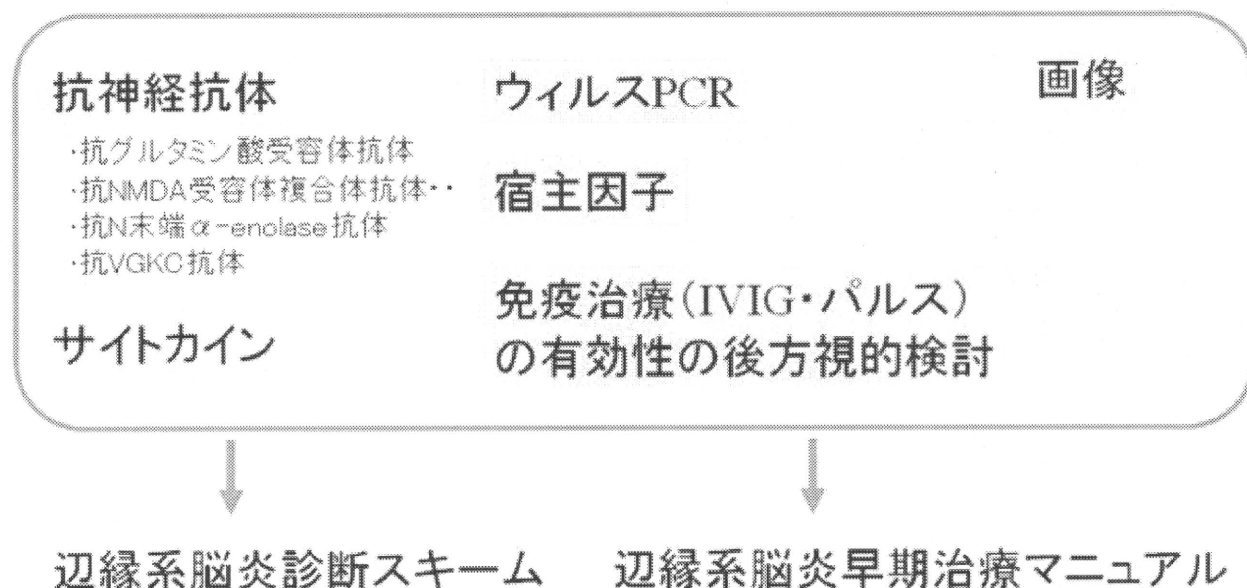 抗神経抗体
・抗グルタミン酸受容体抗体
・抗NMDA受容体複合体抗体・・
・抗N末端α-enolase抗体
・抗VGKC抗体
サイトカイン
ウィルスPCR
宿主因子
免疫治療(IVIG・パルス)
の有効性の後方視的検討
画像
辺縁系脳炎診断スキーム
辺縁系脳炎早期治療マニュアル